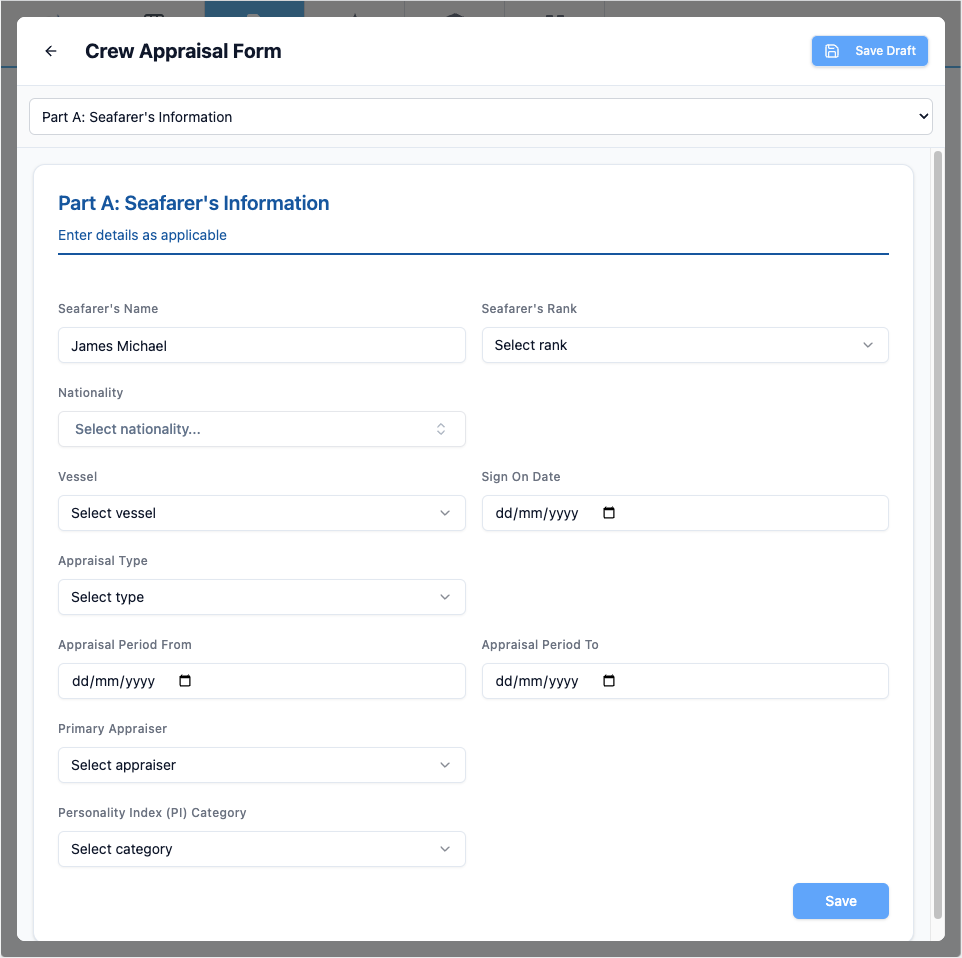 Crew Appraisal Form
Save Draft
Part A: Seafarer's Information
Part A: Seafarer's Information
Enter details as applicable
Seafarer's Name
Seafarer's Rank
James Michael
Select rank
Nationality
Select nationality...
Vessel
Sign On Date
Select vessel
dd/mm/yyyy
Appraisal Type
Select type
Appraisal Period From
Appraisal Period To
dd/mm/yyyy
dd/mm/yyyy
Primary Appraiser
Select appraiser
Personality Index (PI) Category
Select category
Save